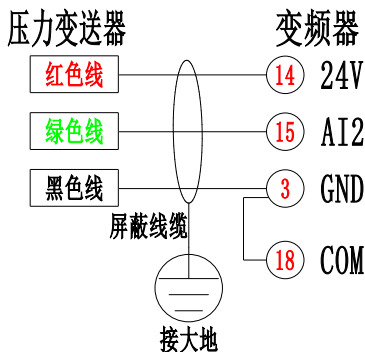 压力变送器 变频器
红色线 14 24V
绿色线 15 AI2
黑色线 3 GND
屏蔽线缆
18 COM
接大地